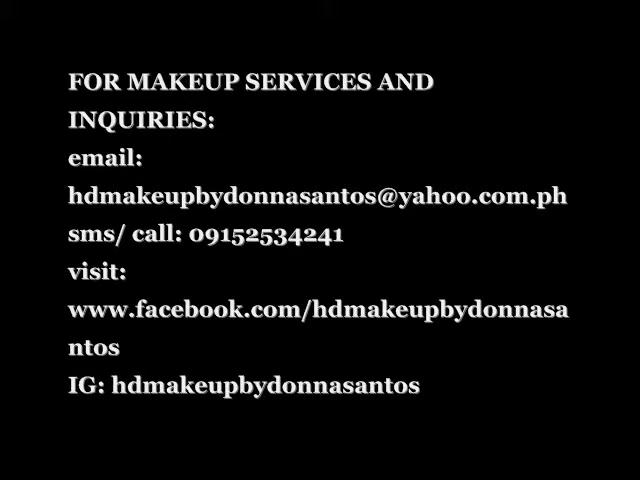 FOR MAKEUP SERVICES AND
INQUIRIES:
email:
hdmakeupbydonnasantos@yahoo.com.ph
sms/ call: 09152534241
visit:
www.facebook.com/hdmakeupbydonnasa
ntos
IG: hdmakeupbydonnasantos